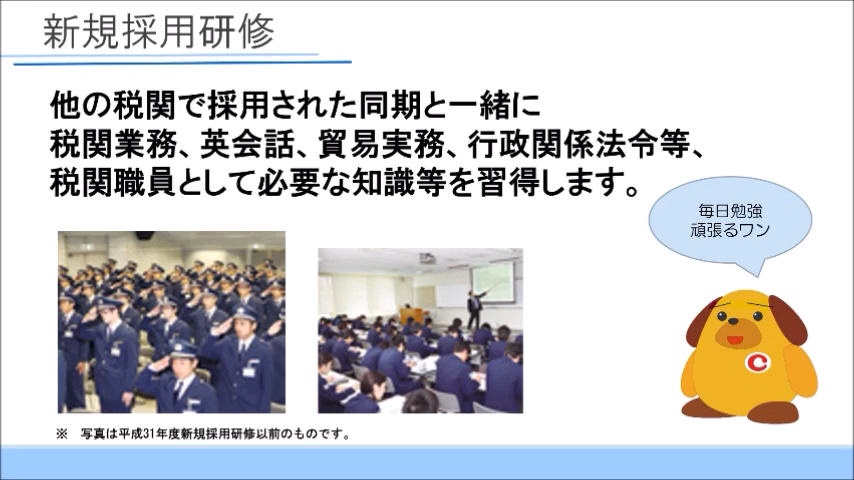 新規採用研修
他の税関で採用された同期と一緒に
税関業務、英会話、貿易実務、行政関係法令等、
税関職員として必要な知識等を習得します。
毎日勉強
頑張るワン
C
※　写真は平成31年度新規採用研修以前のものです。